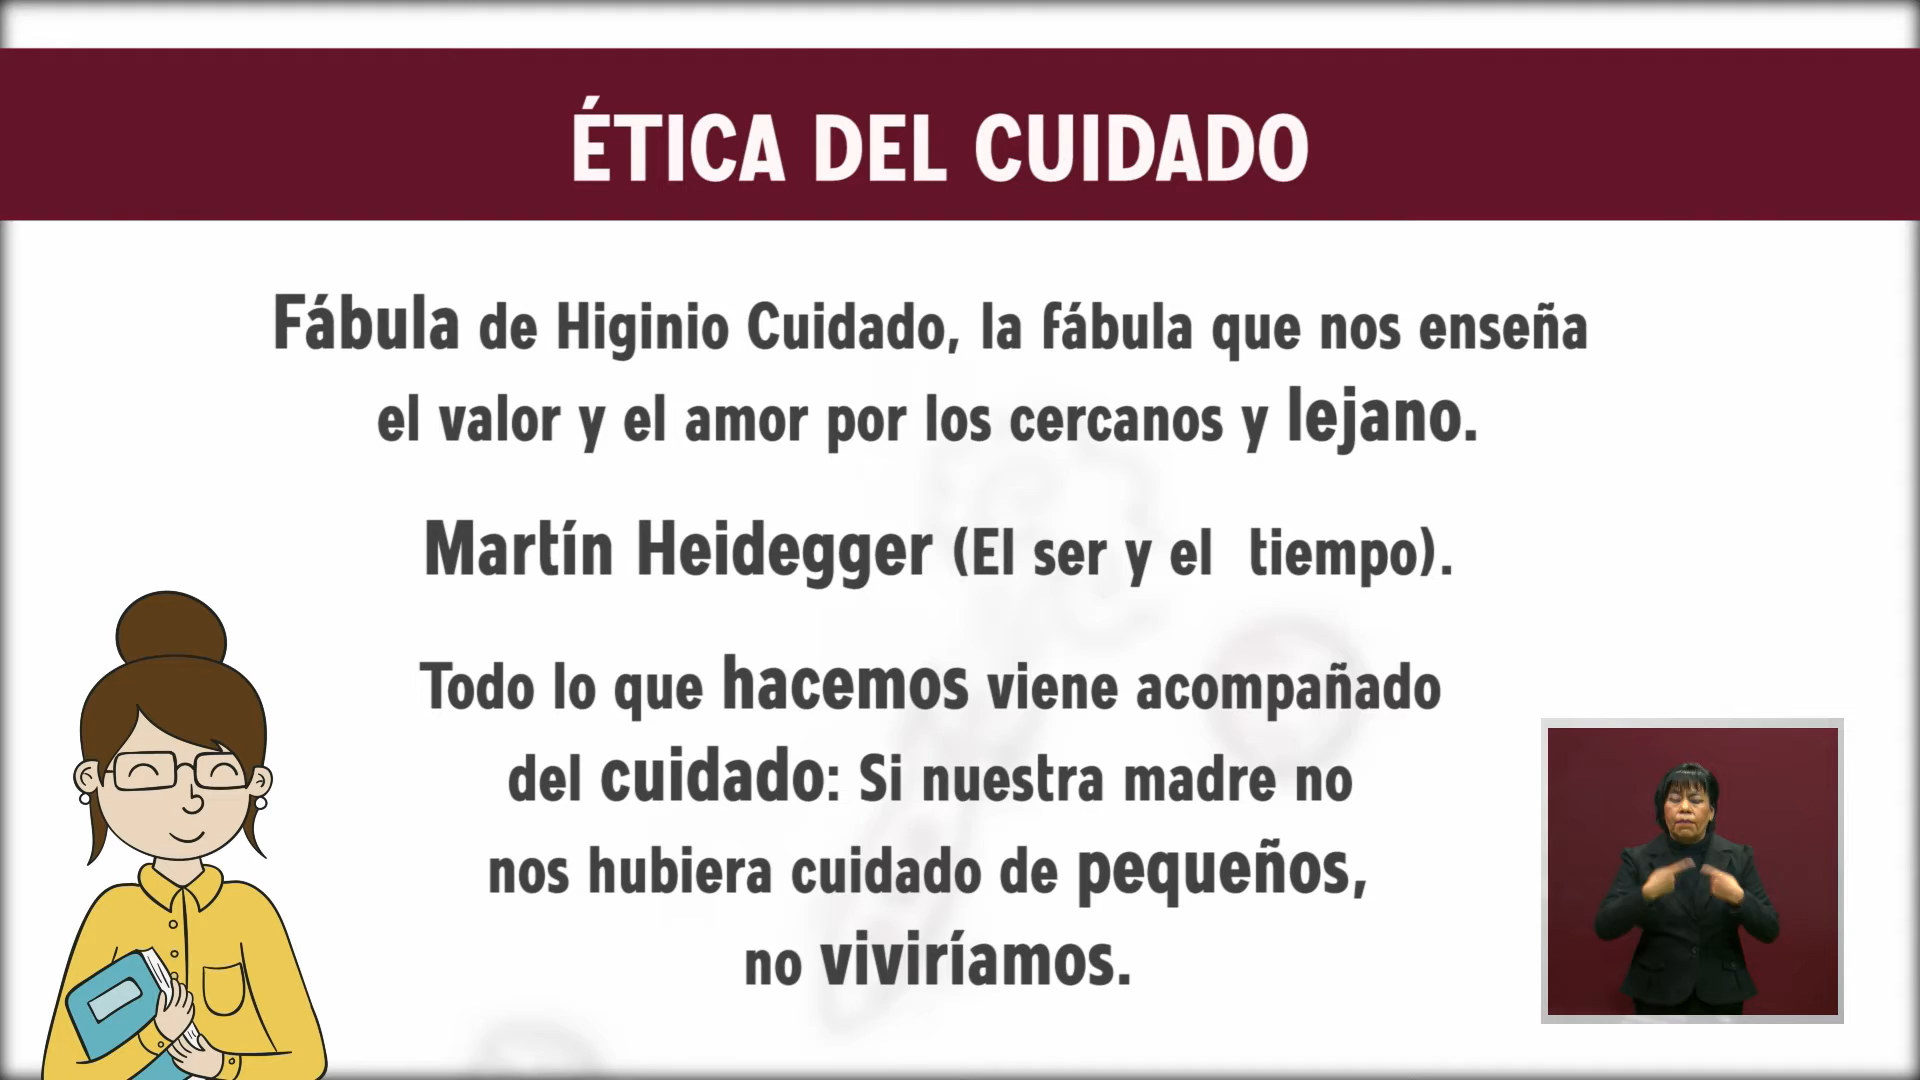 ÉTICA DEL CUIDADO
Fábula de Higinio Cuidado, la fábula que nos enseña
el valor y el amor por los cercanos y lejano.
Martín Heidegger (El ser y el tiempo).
Todo lo que hacemos viene acompañado
del cuidado: Si nuestra madre no
nos hubiera cuidado de pequeños,
no viviríamos.